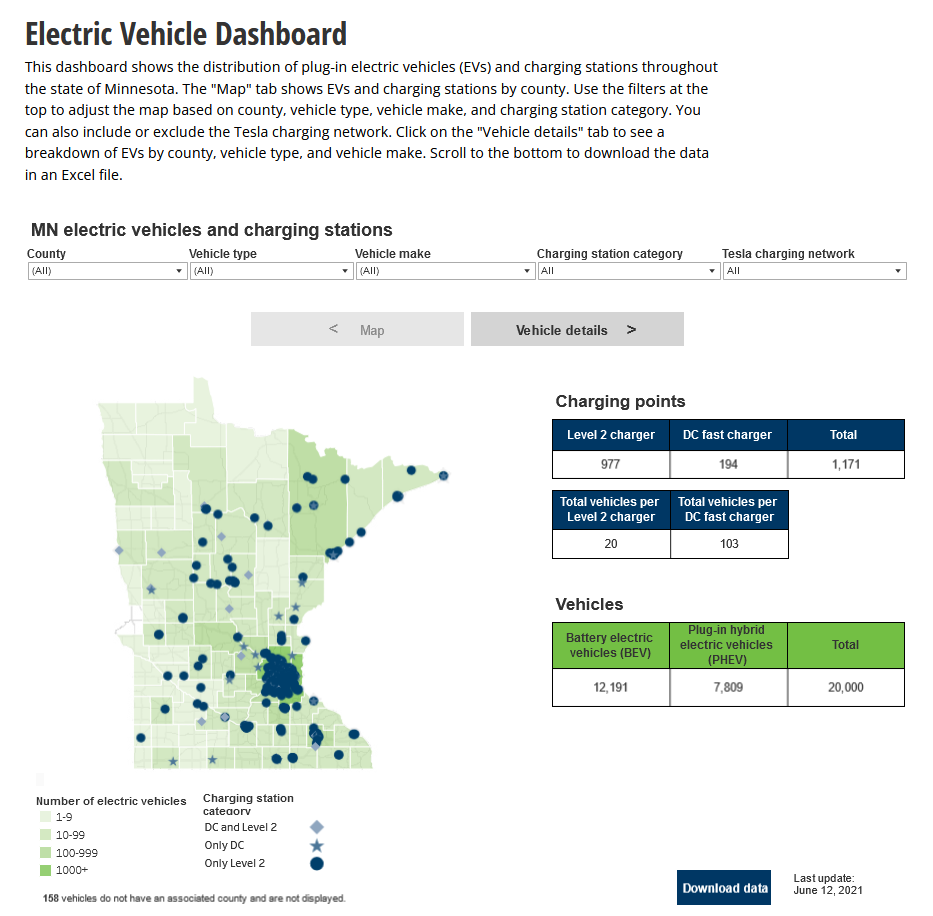 Electric Vehicle Dashboard
This dashboard shows the distribution of plug-in electric vehicles (EVs) and charging stations throughout
the state of Minnesota. The "Map" tab shows EVs and charging stations by county. Use the filters at the
top to adjust the map based on county, vehicle type, vehicle make, and charging station category. You
can also include or exclude the Tesla charging network. Click on the "Vehicle details" tab to see a
breakdown of EVs by county, vehicle type, and vehicle make. Scroll to the bottom to download the data
in an Excel file.
MN electric vehicles and charging stations
County Vehicle type Vehicle make Charging station category Tesla charging network
(All) (All) (All) All All
< Map Vehicle details >
Charging points
Level 2 charger DC fast charger Total
977 194 1,171
Total vehicles per Total vehicles per
Level 2 charger DC fast charger
20 103
Vehicles
Battery electric vehicles (BEV)
Plug-in hybrid electric vehicles (PHEV)
Total
12,191 7,809 20,000
Number of electric vehicles
1-9
10-99
100-999
1000+
Charging station
category
DC and Level 2
Only DC
Only Level 2
158 vehicles do not have an associated county and are not displayed.
Download data
Last update:
June 12, 2021